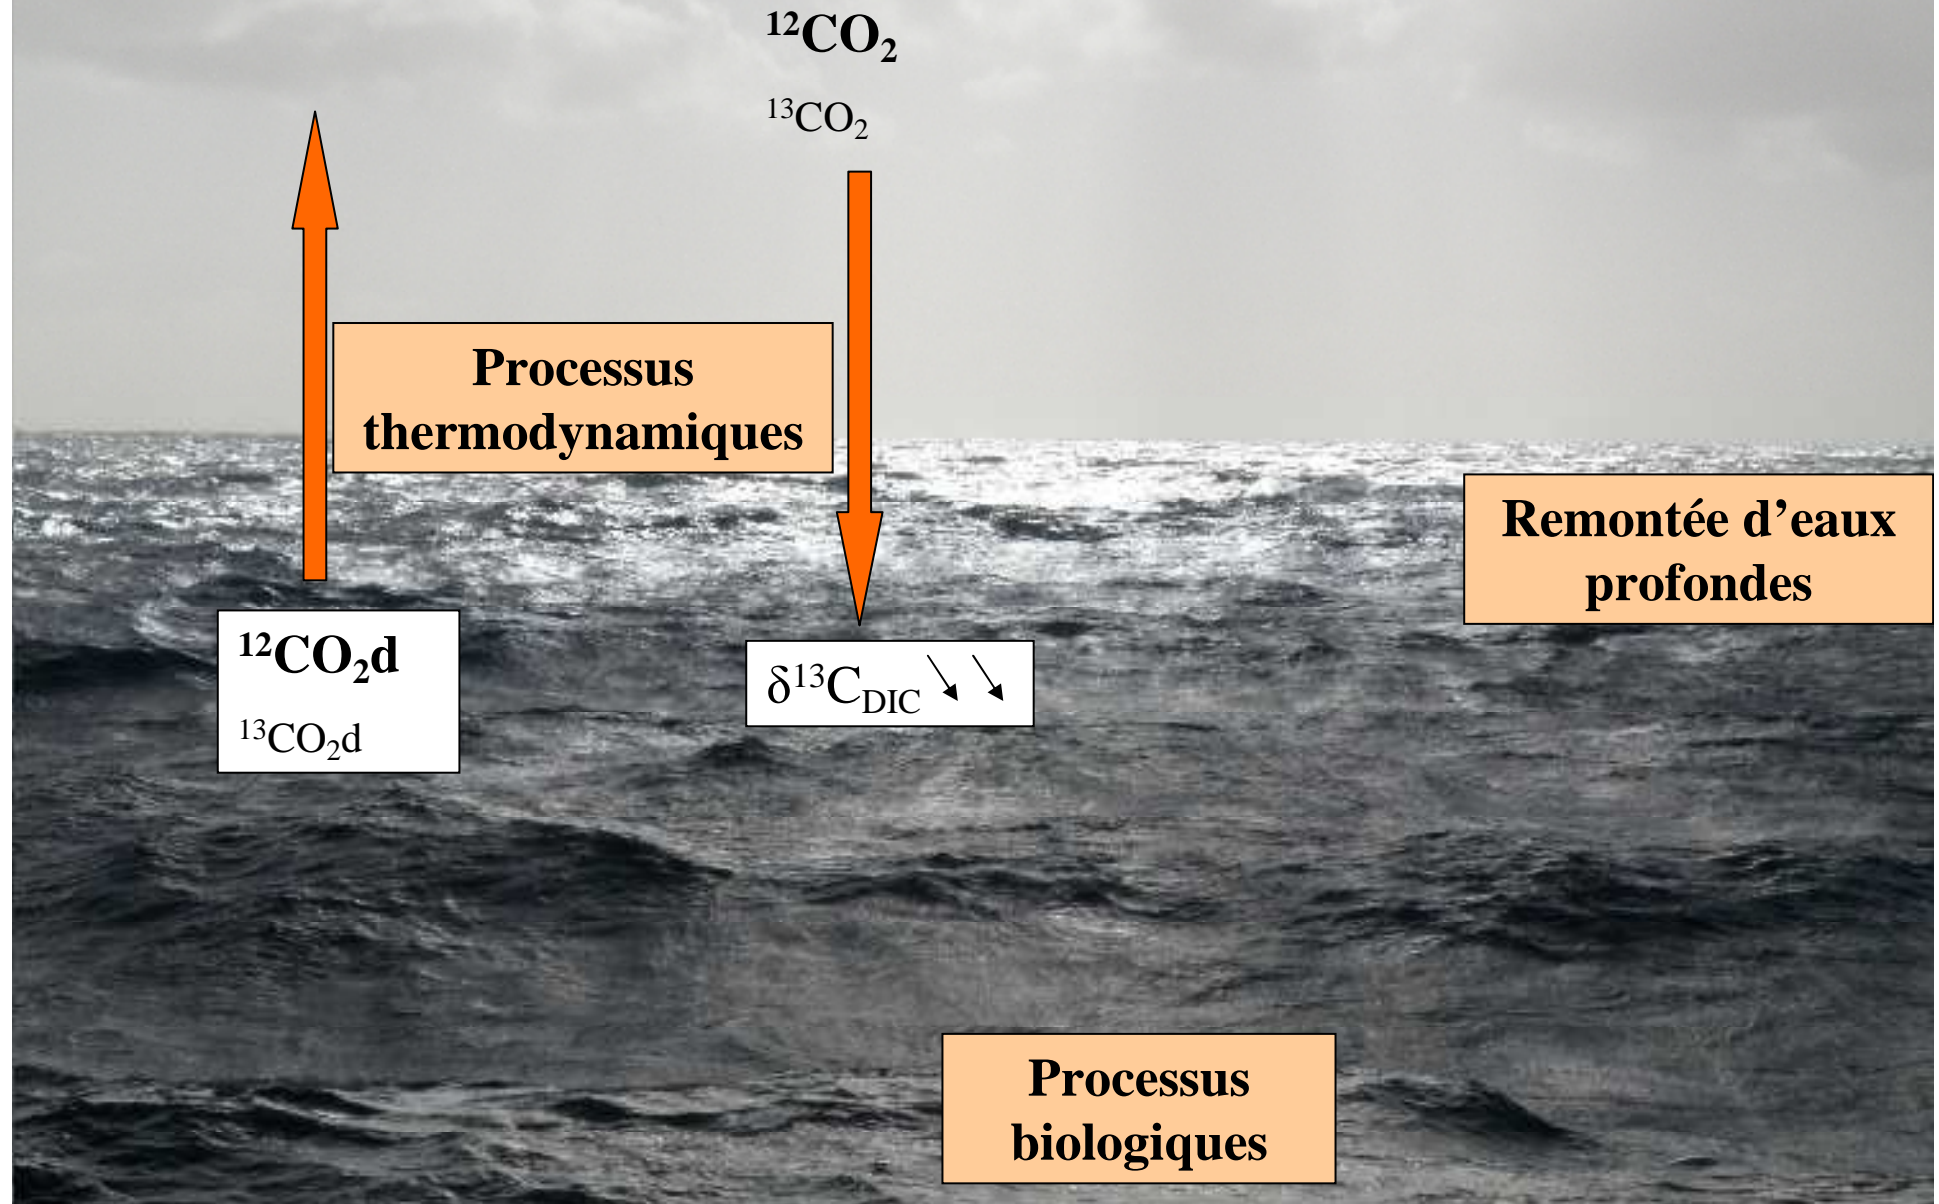 ¹²CO₂
¹³CO₂
Processus
thermodynamiques
Remontée d’eaux
profondes
¹²CO₂d
¹³CO₂d
δ¹³C_DIC ↘ ↘
Processus
biologiques